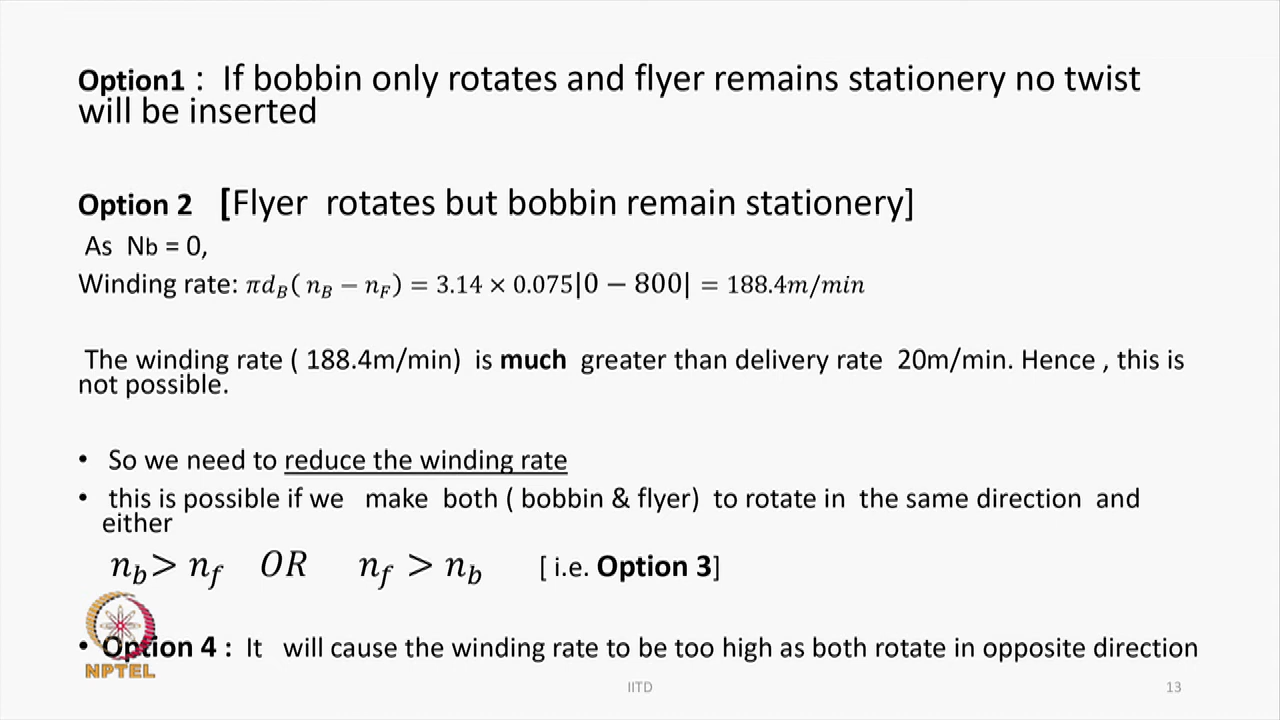 Option1 : If bobbin only rotates and flyer remains stationery no twist
will be inserted
Option 2 [Flyer rotates but bobbin remain stationery]
As Nb = 0,
Winding rate: πd_B( n_B − n_F) = 3.14 × 0.075|0 − 800| = 188.4m/min
The winding rate ( 188.4m/min) is much greater than delivery rate 20m/min. Hence , this is
not possible.
• So we need to reduce the winding rate
• this is possible if we make both ( bobbin & flyer) to rotate in the same direction and
either
n_b > n_f OR n_f > n_b [ i.e. Option 3]
• Option 4 : It will cause the winding rate to be too high as both rotate in opposite direction
NPTEL
IITD
13